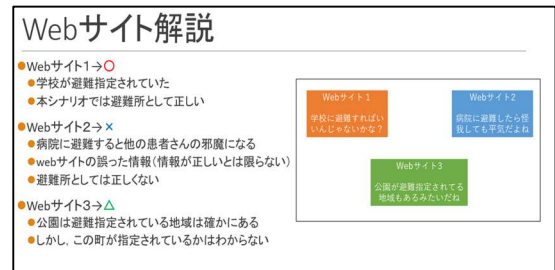 Webサイト解説
●Webサイト1→〇
●学校が避難指定されていた
●本シナリオでは避難所として正しい
●Webサイト2→×
●病院に避難すると他の患者さんの邪魔になる
●webサイトの誤った情報(情報が正しいとは限らない)
●避難所としては正しくない
●Webサイト3→△
●公園は避難指定されている地域は確かにある
●しかし、この町が指定されているかはわからない
Webサイト1
学校に避難すればい
いんじゃないかな?
Webサイト2
病院に避難したら怪
我しても平気だよね
Webサイト3
公園が避難指定されてる
地域もあるみたいだね